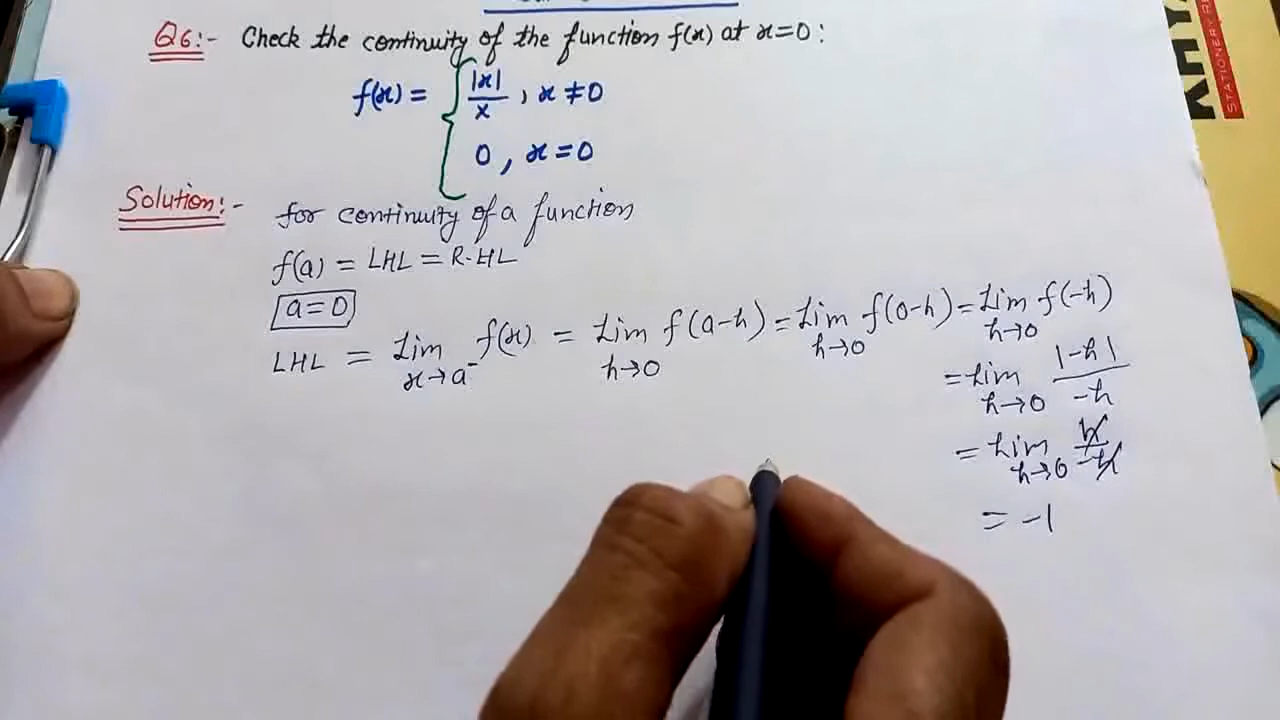 Q6:- Check the continuity of the function f(x) at x=0:
f(x) = { |x|/x , x ≠ 0
0 , x = 0
Solution:- for continuity of a function
f(a) = LHL = R.HL
a = 0
LHL = Lim x→a⁻ f(x) = Lim h→0 f(a-h) = Lim h→0 f(0-h) = Lim h→0 f(-h)
= Lim h→0 |-h|/-h
= Lim h→0 h/-h
= -1
STATIONERY